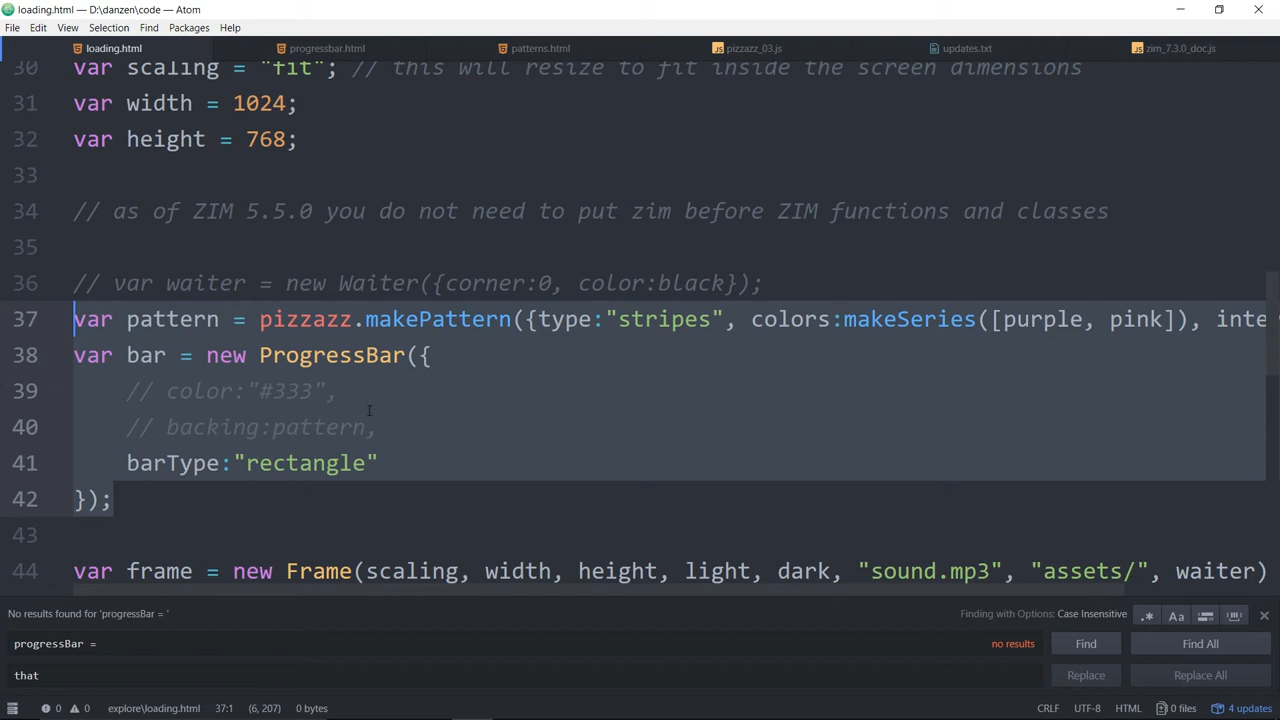 loading.html — D:\danzen\code — Atom
File Edit View Selection Find Packages Help
loading.html progressbar.html patterns.html pizzazz_03.js updates.txt zim_7.3.0_doc.js
30 var scaling = "fit"; // this will resize to fit inside the screen dimensions
31 var width = 1024;
32 var height = 768;
33
34 // as of ZIM 5.5.0 you do not need to put zim before ZIM functions and classes
35
36 // var waiter = new Waiter({corner:0, color:black});
37 var pattern = pizzazz.makePattern({type:"stripes", colors:makeSeries([purple, pink]), inte
38 var bar = new ProgressBar({
39 // color:"#333",
40 // backing:pattern,
41 barType:"rectangle"
42 });
43
44 var frame = new Frame(scaling, width, height, light, dark, "sound.mp3", "assets/", waiter)
No results found for 'progressBar = ' Finding with Options: Case Insensitive .* Aa
progressBar = no results Find Find All
that Replace Replace All
0 0 explore\loading.html 37:1 (6, 207) 0 bytes CRLF UTF-8 HTML 0 files 4 updates